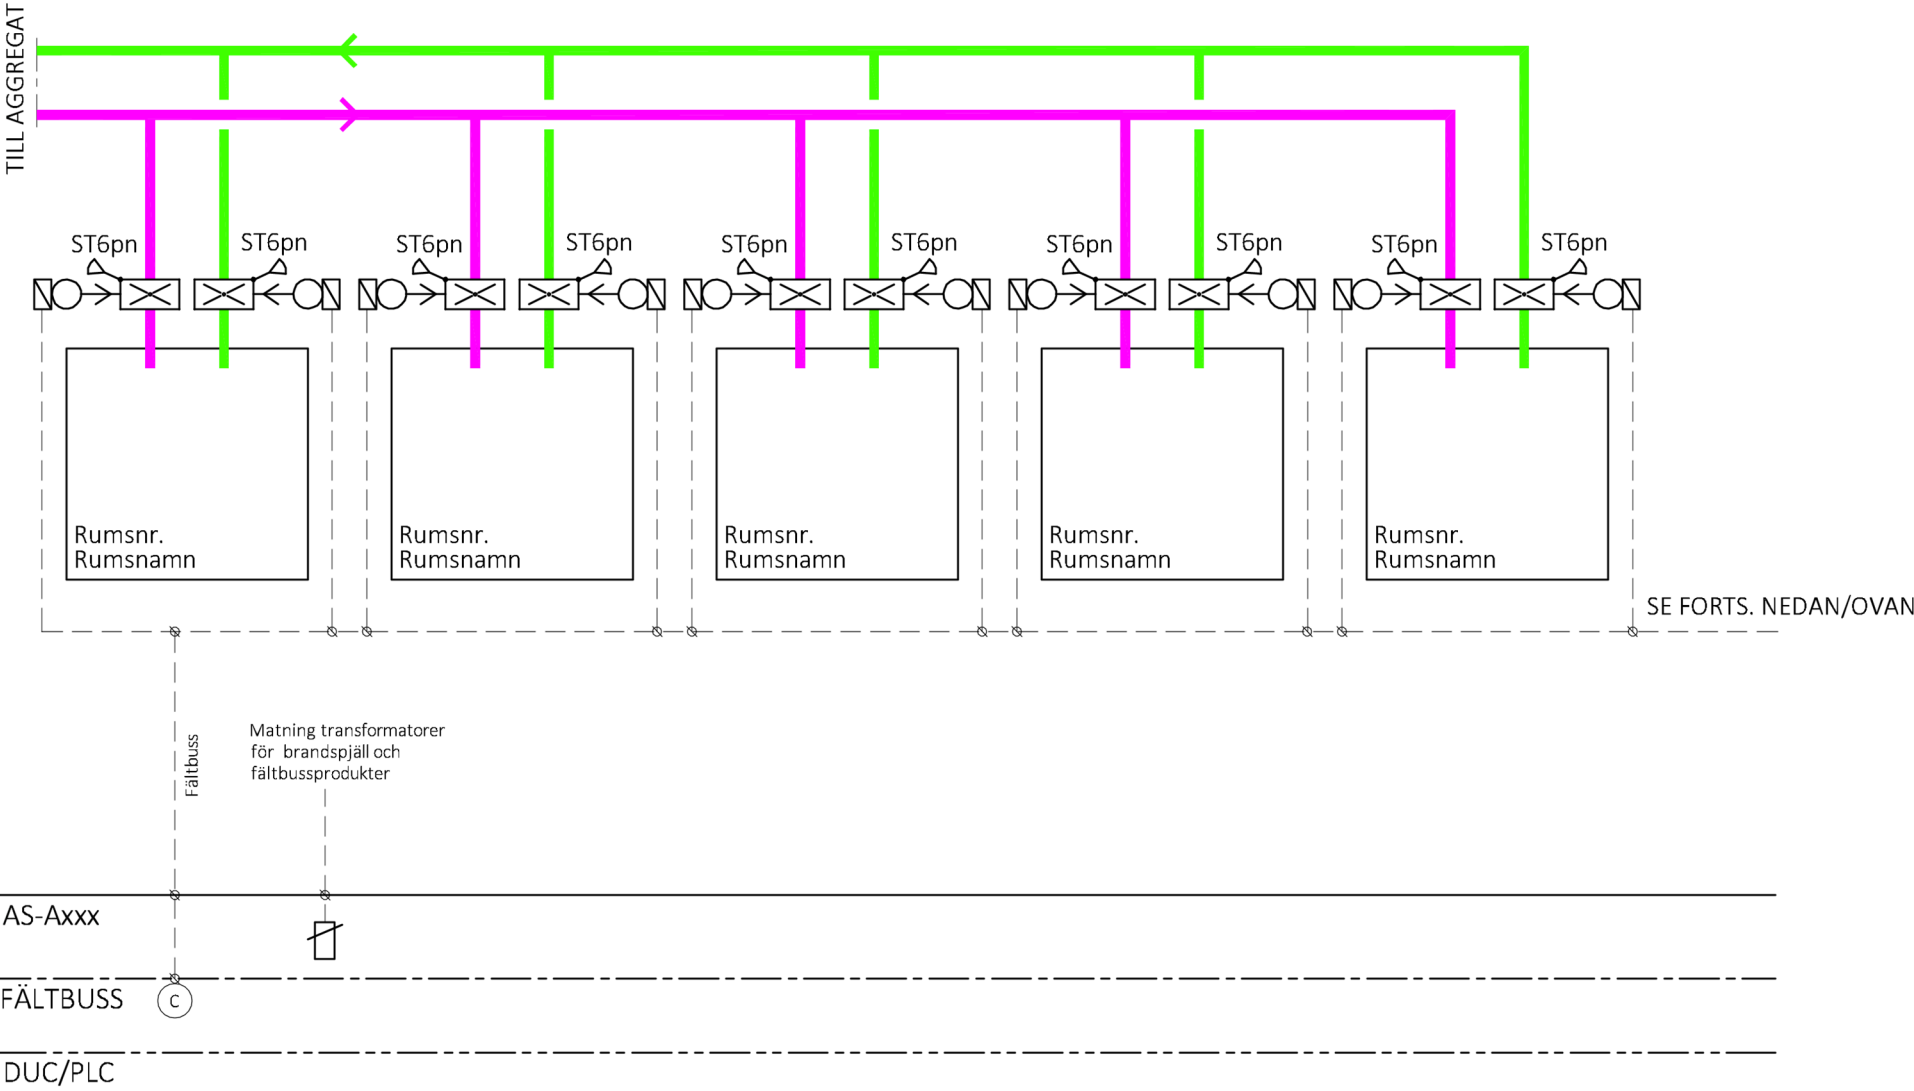 TILL AGGREGAT
ST6pn ST6pn ST6pn ST6pn ST6pn ST6pn ST6pn ST6pn ST6pn ST6pn
Rumsnr. Rumsnr. Rumsnr. Rumsnr. Rumsnr.
Rumsnamn Rumsnamn Rumsnamn Rumsnamn Rumsnamn
SE FORTS. NEDAN/OVAN
Fältbuss
Matning transformatorer
för brandspjäll och
fältbussprodukter
AS-Axxx
FÄLTBUSS C
DUC/PLC